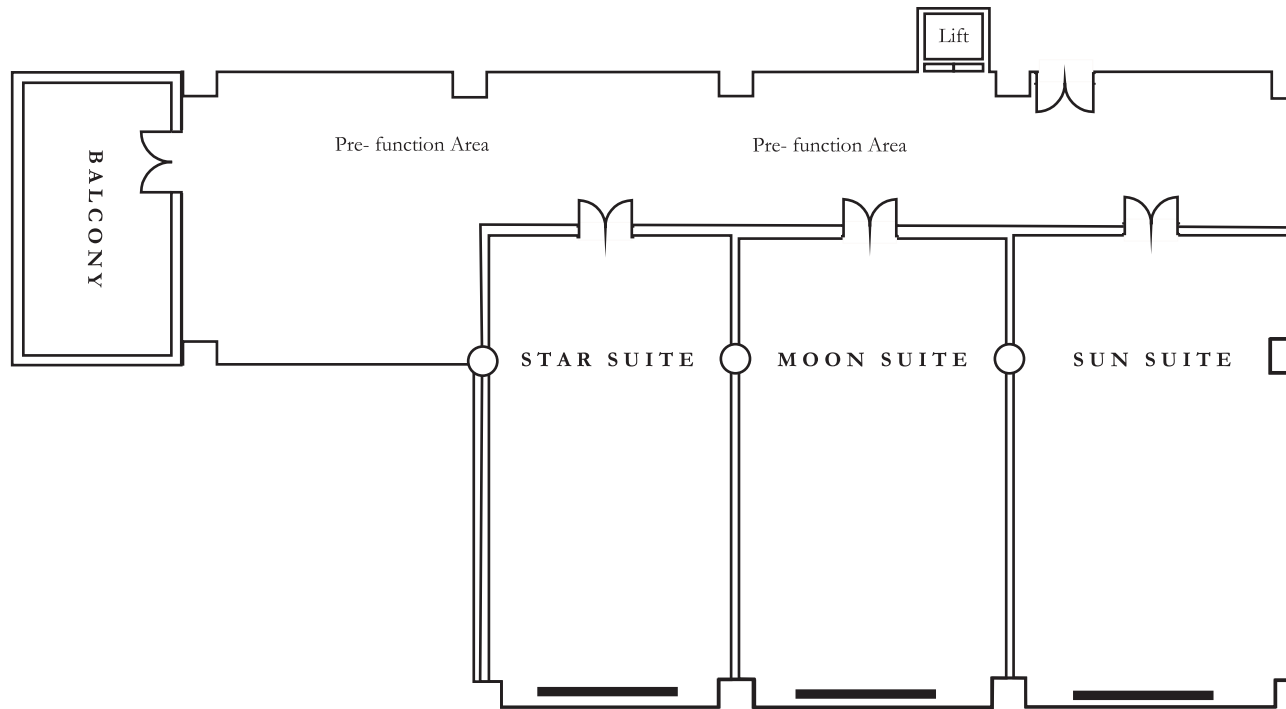 Lift
Pre- function Area
Pre- function Area
BALCONY
STAR SUITE
MOON SUITE
SUN SUITE